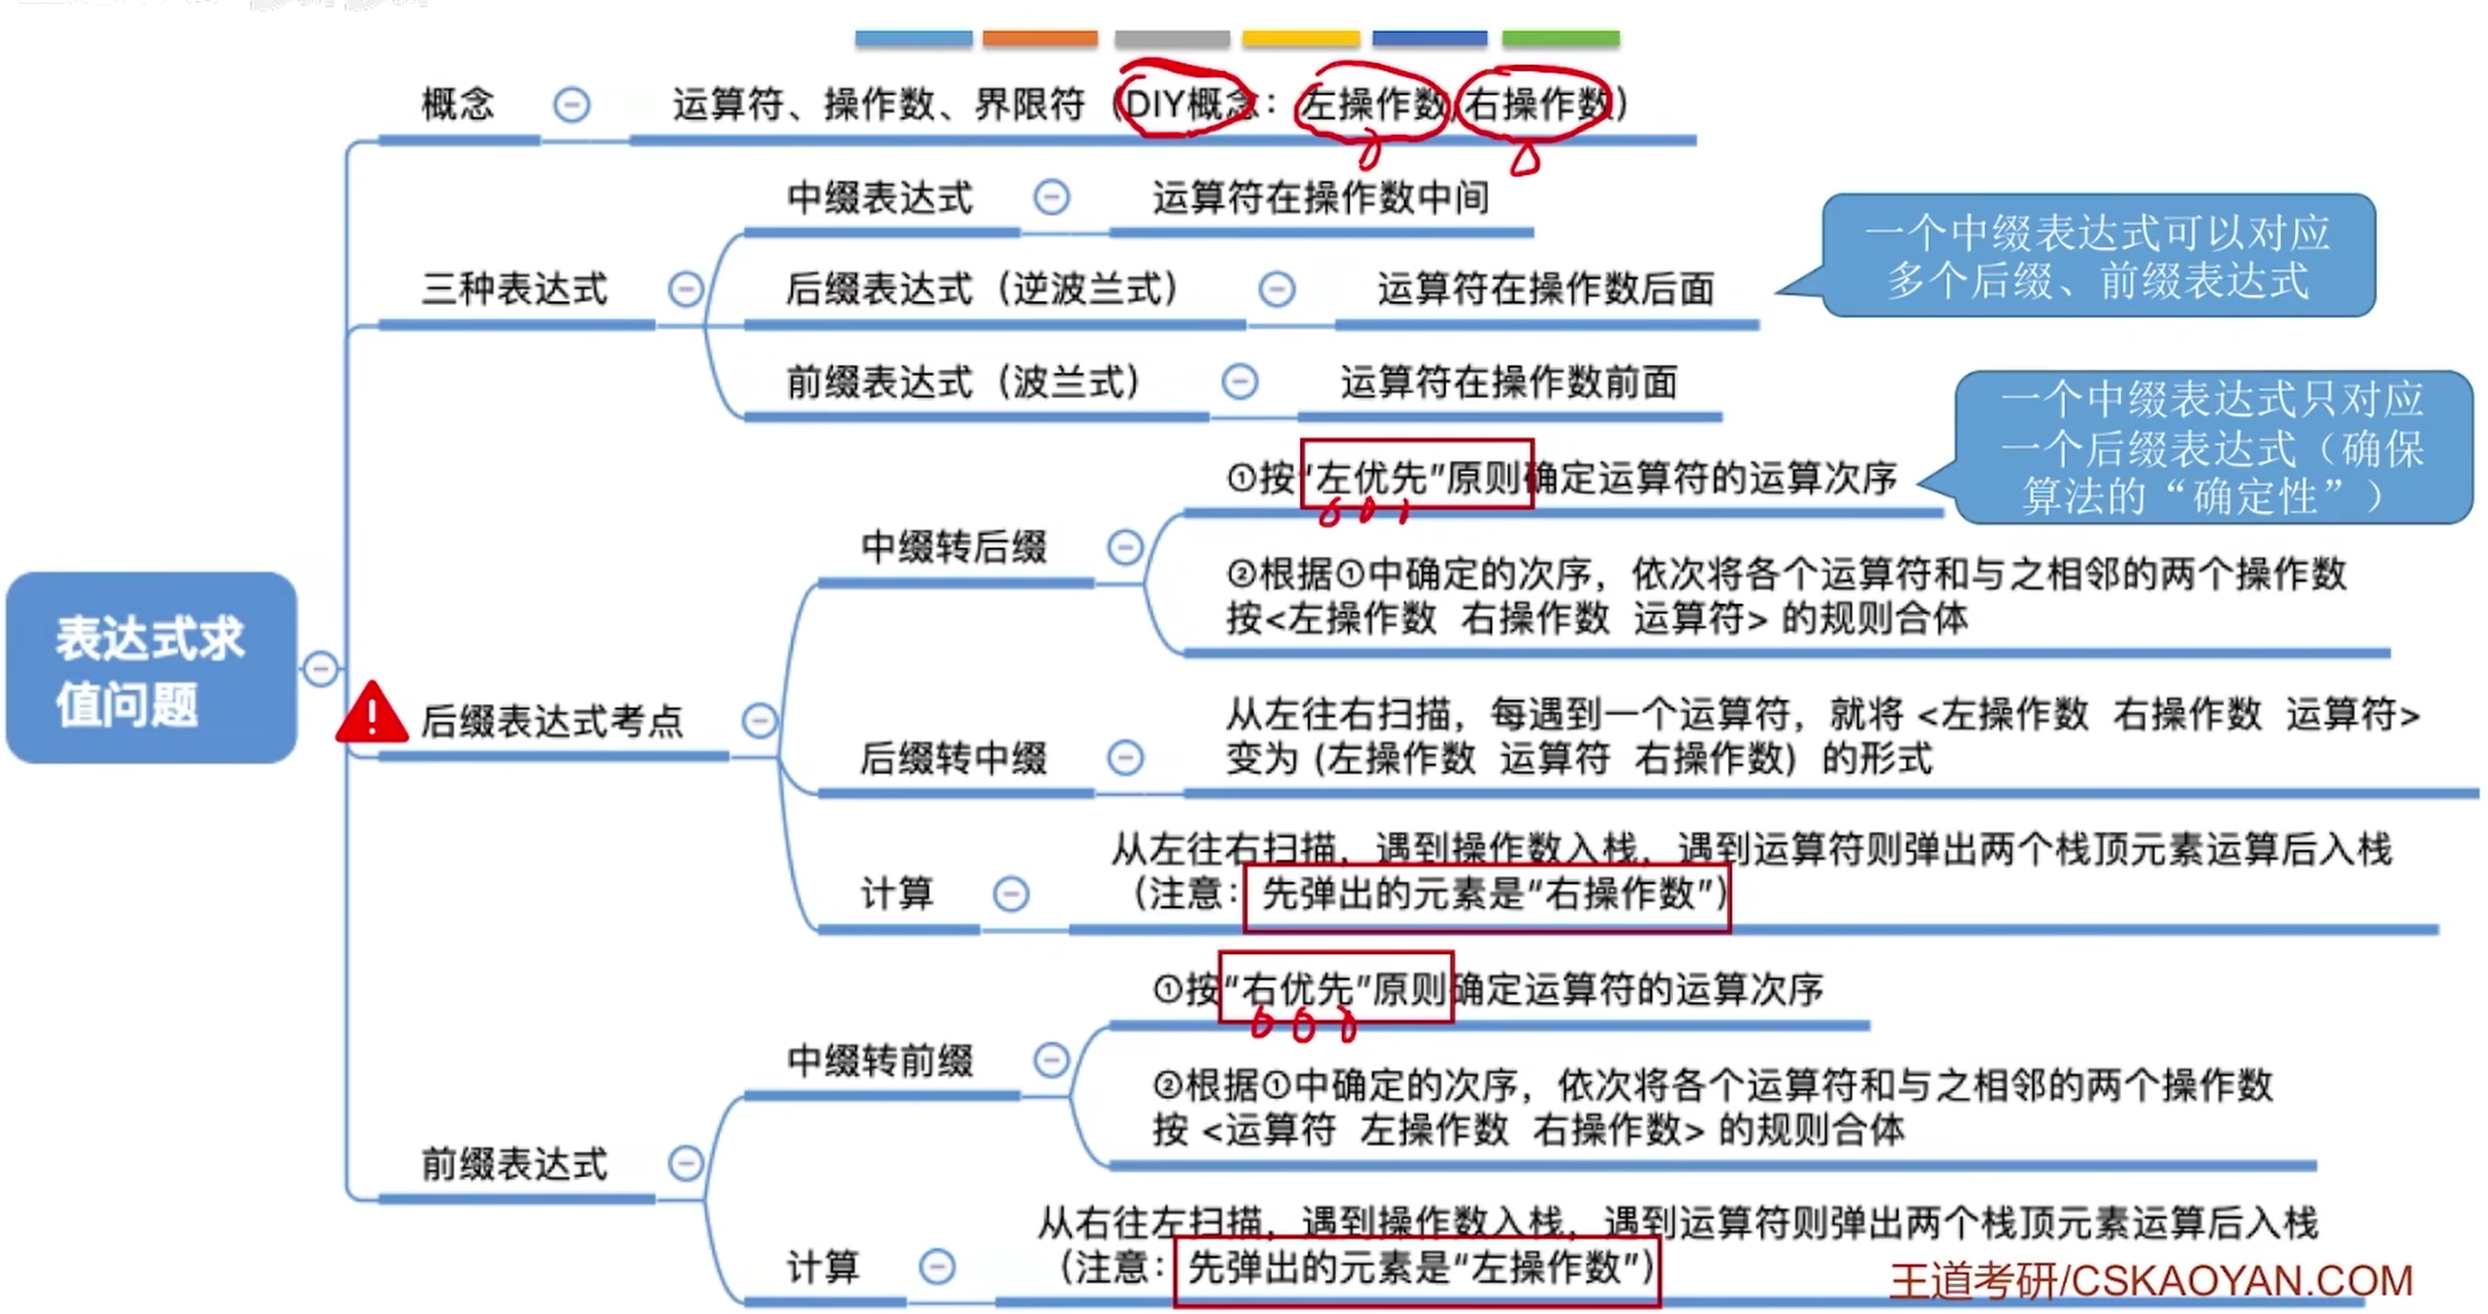 概念
运算符、操作数、界限符（DIY概念：左操作数/右操作数）
三种表达式
中缀表达式
运算符在操作数中间
后缀表达式（逆波兰式）
运算符在操作数后面
一个中缀表达式可以对应
多个后缀、前缀表达式
前缀表达式（波兰式）
运算符在操作数前面
表达式求
值问题
后缀表达式考点
中缀转后缀
①按“左优先”原则确定运算符的运算次序
一个中缀表达式只对应
一个后缀表达式（确保
算法的“确定性”）
②根据①中确定的次序，依次将各个运算符和与之相邻的两个操作数
按<左操作数 右操作数 运算符> 的规则合体
后缀转中缀
从左往右扫描，每遇到一个运算符，就将 <左操作数 右操作数 运算符>
变为 (左操作数 运算符 右操作数) 的形式
计算
从左往右扫描，遇到操作数入栈，遇到运算符则弹出两个栈顶元素运算后入栈
（注意：先弹出的元素是“右操作数”)
前缀表达式
中缀转前缀
①按“右优先”原则确定运算符的运算次序
②根据①中确定的次序，依次将各个运算符和与之相邻的两个操作数
按 <运算符 左操作数 右操作数> 的规则合体
计算
从右往左扫描，遇到操作数入栈，遇到运算符则弹出两个栈顶元素运算后入栈
（注意：先弹出的元素是“左操作数”)
王道考研/CSKAOYAN.COM